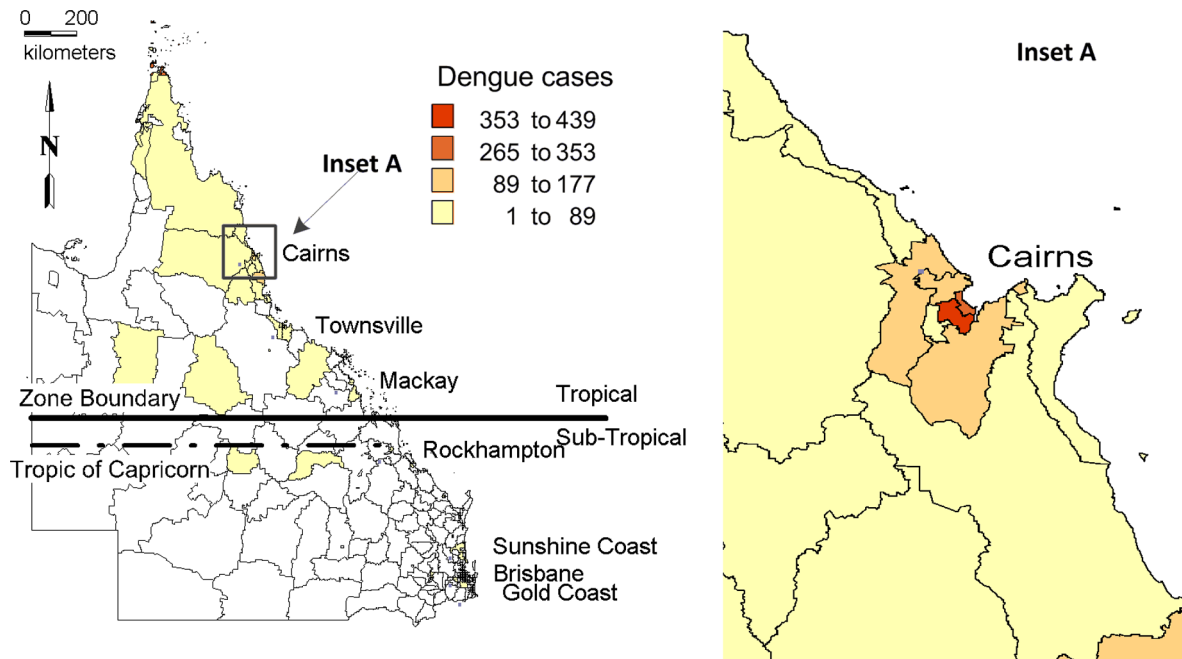 0 200
kilometers
N
Inset A
Dengue cases
353 to 439
265 to 353
89 to 177
1 to 89
Cairns
Townsville
Mackay
Zone Boundary
Tropical
Sub-Tropical
Rockhampton
Tropic of Capricorn
Sunshine Coast
Brisbane
Gold Coast
Inset A
Cairns